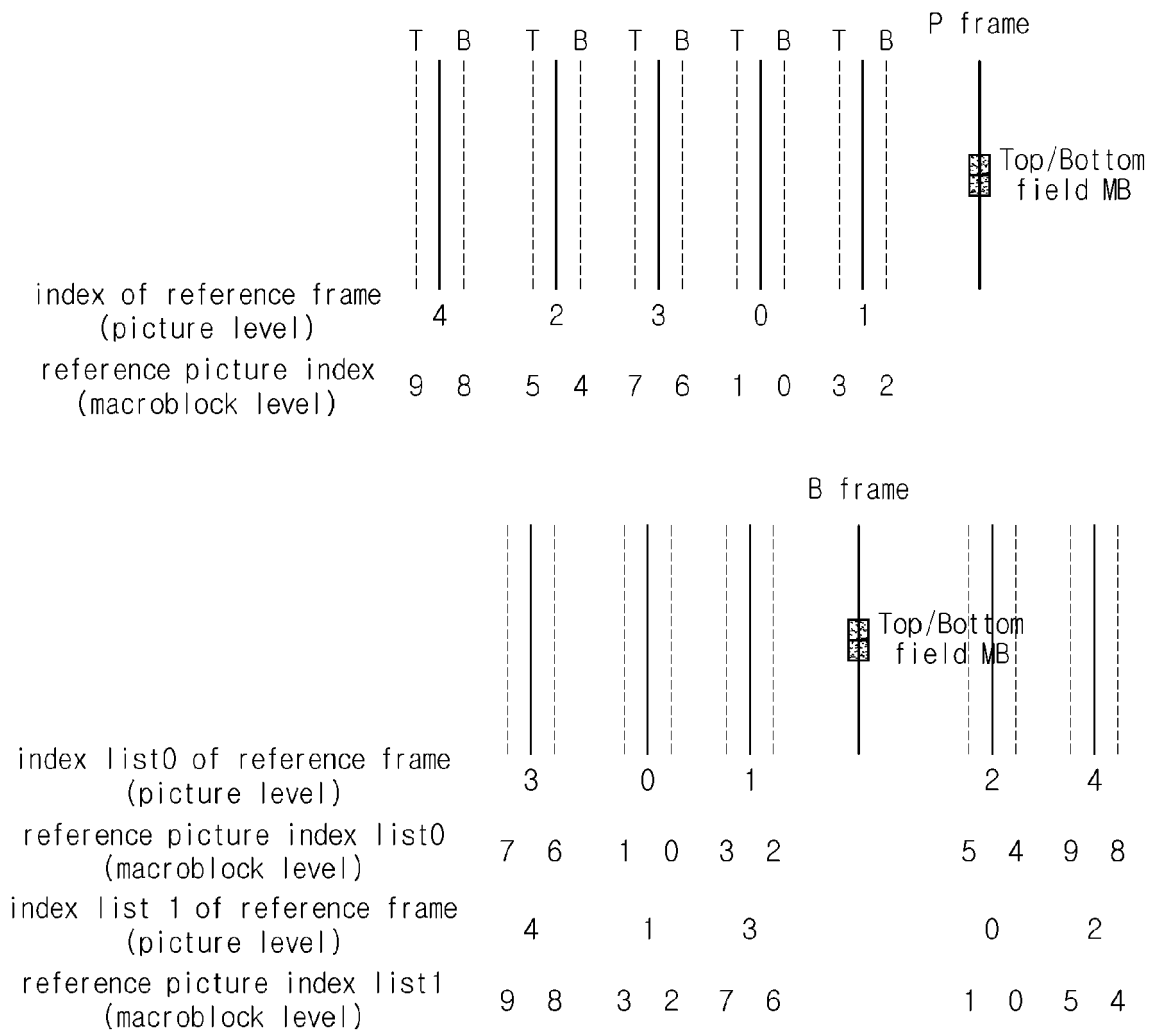 P frame
T B T B T B T B T B
Top/Bottom
field MB
index of reference frame
(picture level)
4 2 3 0 1
reference picture index
(macroblock level)
9 8 5 4 7 6 1 0 3 2
B frame
Top/Bottom
field MB
index list0 of reference frame
(picture level)
3 0 1 2 4
reference picture index list0
(macroblock level)
7 6 1 0 3 2 5 4 9 8
index list 1 of reference frame
(picture level)
4 1 3 0 2
reference picture index list1
(macroblock level)
9 8 3 2 7 6 1 0 5 4